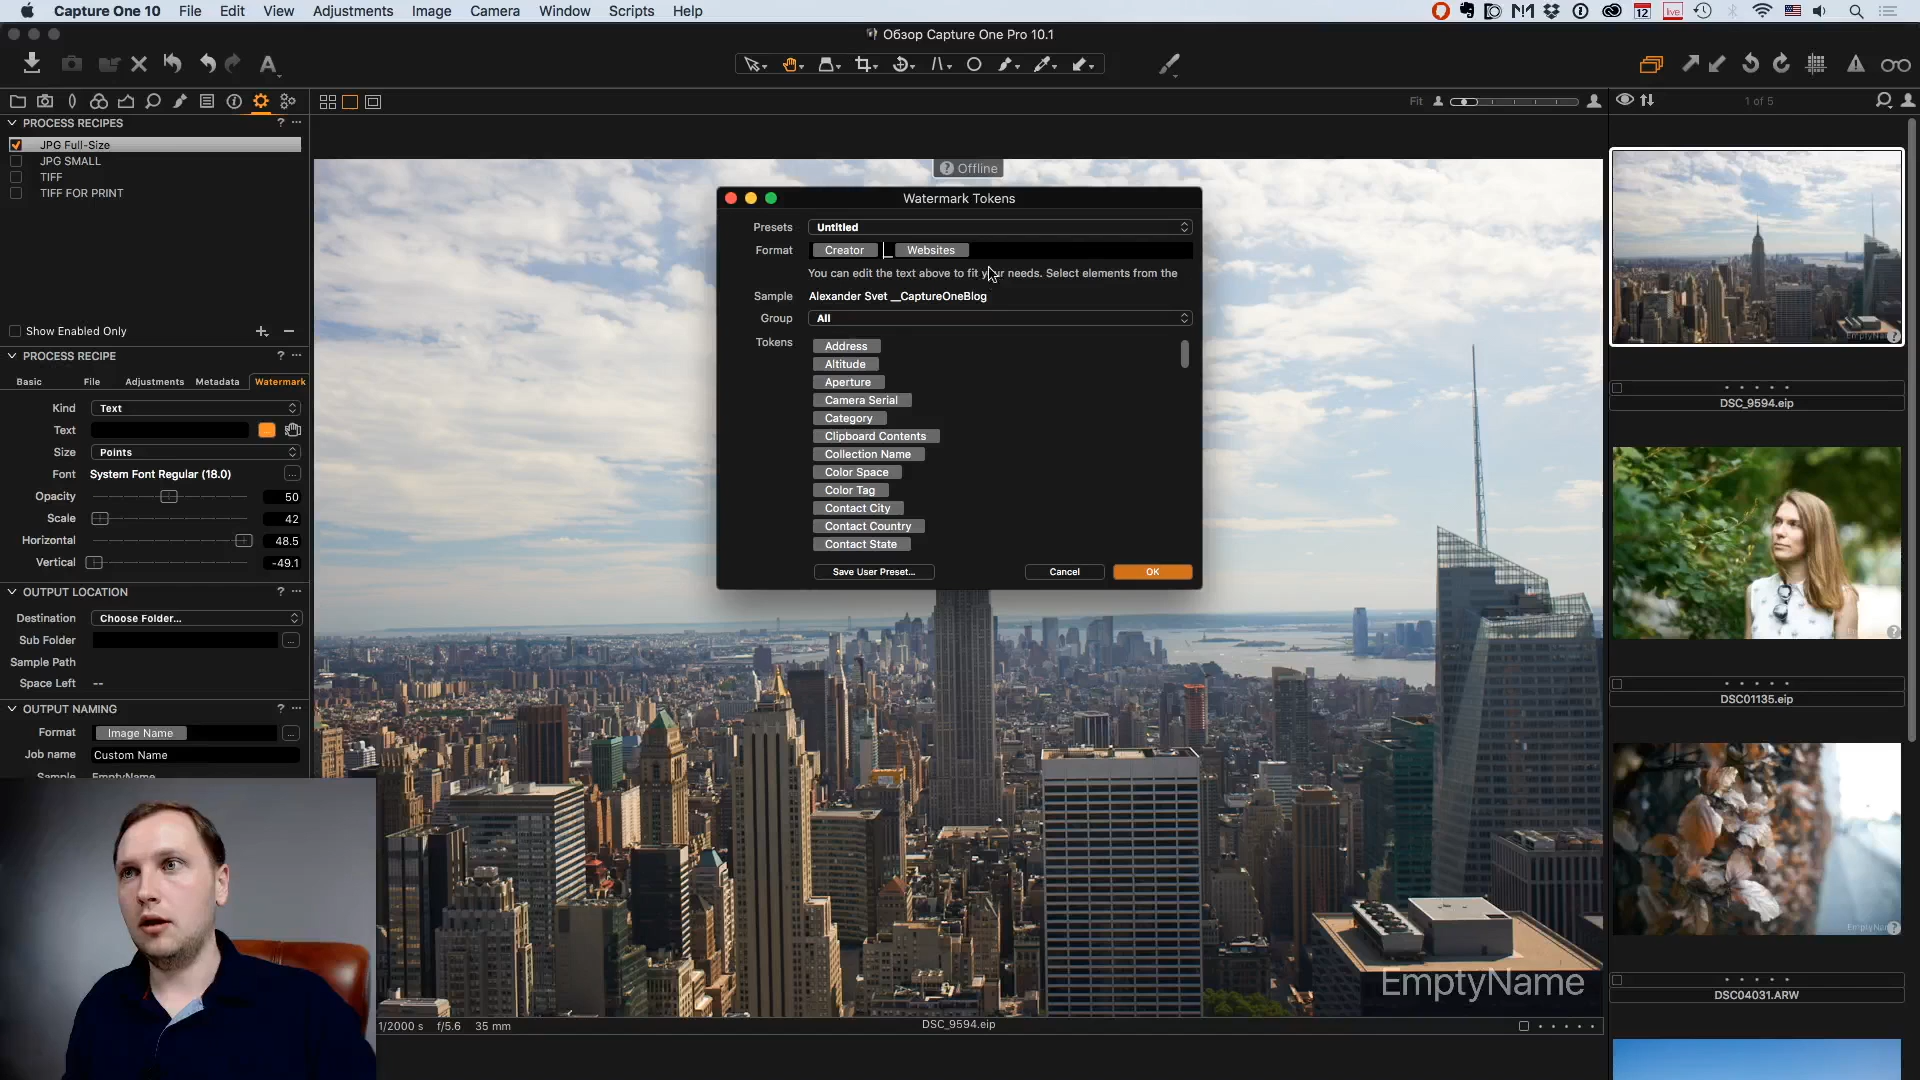 Capture One 10 File Edit View Adjustments Image Camera Window Scripts Help
12 live
Обзор Capture One Pro 10.1
A
Fit
1 of 5
PROCESS RECIPES ? ...
JPG Full-Size
JPG SMALL
TIFF
TIFF FOR PRINT
Show Enabled Only + −
PROCESS RECIPE ? ...
Basic File Adjustments Metadata Watermark
Kind Text
Text
Size Points
Font System Font Regular (18.0) ...
Opacity 50
Scale 42
Horizontal 48.5
Vertical -49.1
OUTPUT LOCATION ? ...
Destination Choose Folder...
Sub Folder ...
Sample Path
Space Left --
OUTPUT NAMING ? ...
Format Image Name ...
Job name Custom Name
Sample EmptyName
? Offline
Watermark Tokens
Presets Untitled
Format Creator _ Websites
You can edit the text above to fit your needs. Select elements from the
Sample Alexander Svet __CaptureOneBlog
Group All
Tokens
Address
Altitude
Aperture
Camera Serial
Category
Clipboard Contents
Collection Name
Color Space
Color Tag
Contact City
Contact Country
Contact State
Save User Preset... Cancel OK
EmptyName
1/2000 s f/5.6 35 mm
DSC_9594.eip
DSC_9594.eip
DSC01135.eip
DSC04031.ARW